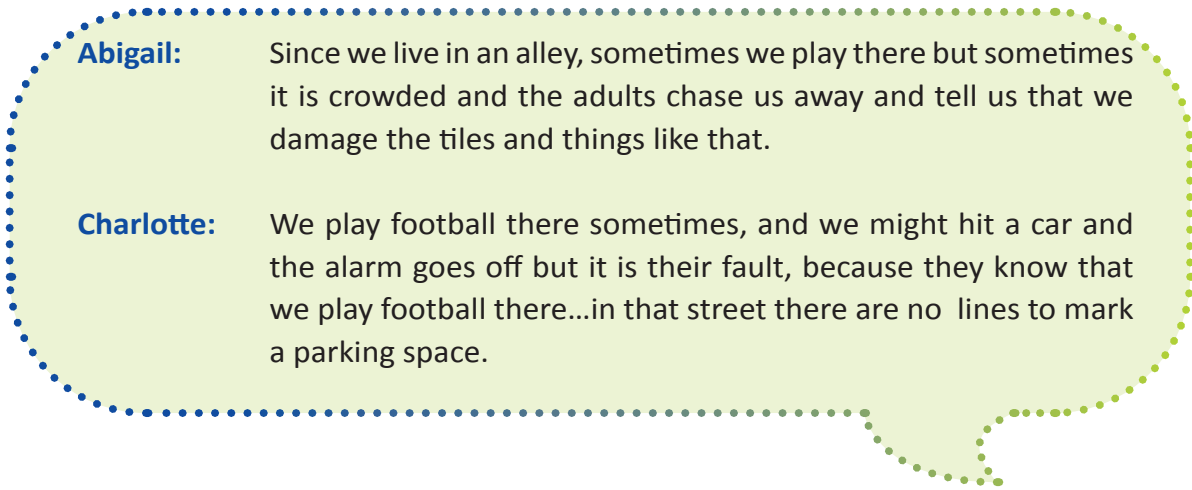 Abigail: Since we live in an alley, sometimes we play there but sometimes
it is crowded and the adults chase us away and tell us that we
damage the tiles and things like that.
Charlotte: We play football there sometimes, and we might hit a car and
the alarm goes off but it is their fault, because they know that
we play football there...in that street there are no lines to mark
a parking space.